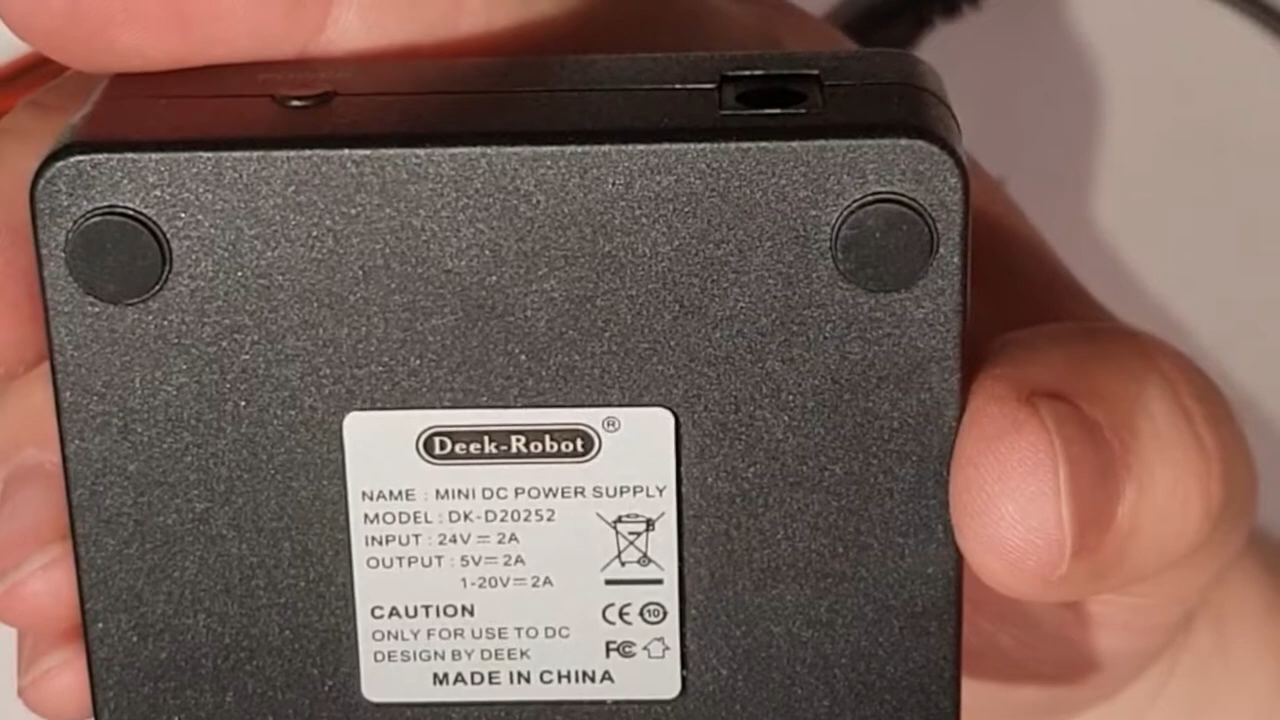 Deek-Robot ®
NAME : MINI DC POWER SUPPLY
MODEL : DK-D20252
INPUT : 24V⎓2A
OUTPUT : 5V⎓2A
1-20V⎓2A
CAUTION
ONLY FOR USE TO DC
DESIGN BY DEEK
MADE IN CHINA
CE 10
FC